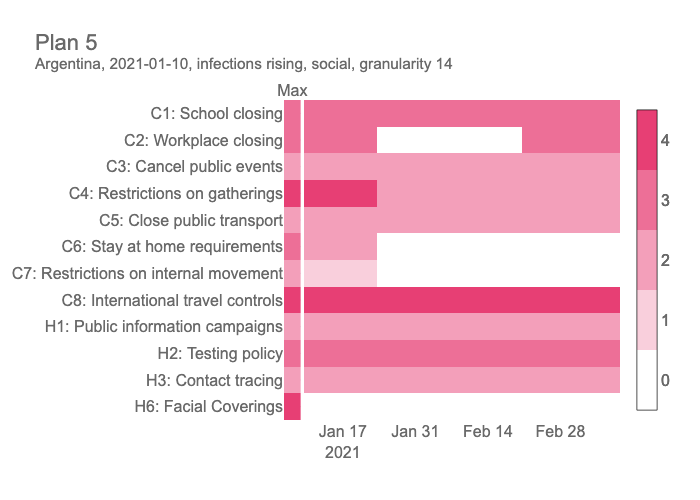 Plan 5
Argentina, 2021-01-10, infections rising, social, granularity 14
Max
C1: School closing
C2: Workplace closing
C3: Cancel public events
C4: Restrictions on gatherings
C5: Close public transport
C6: Stay at home requirements
C7: Restrictions on internal movement
C8: International travel controls
H1: Public information campaigns
H2: Testing policy
H3: Contact tracing
H6: Facial Coverings
Jan 17 Jan 31 Feb 14 Feb 28
2021
4
3
2
1
0